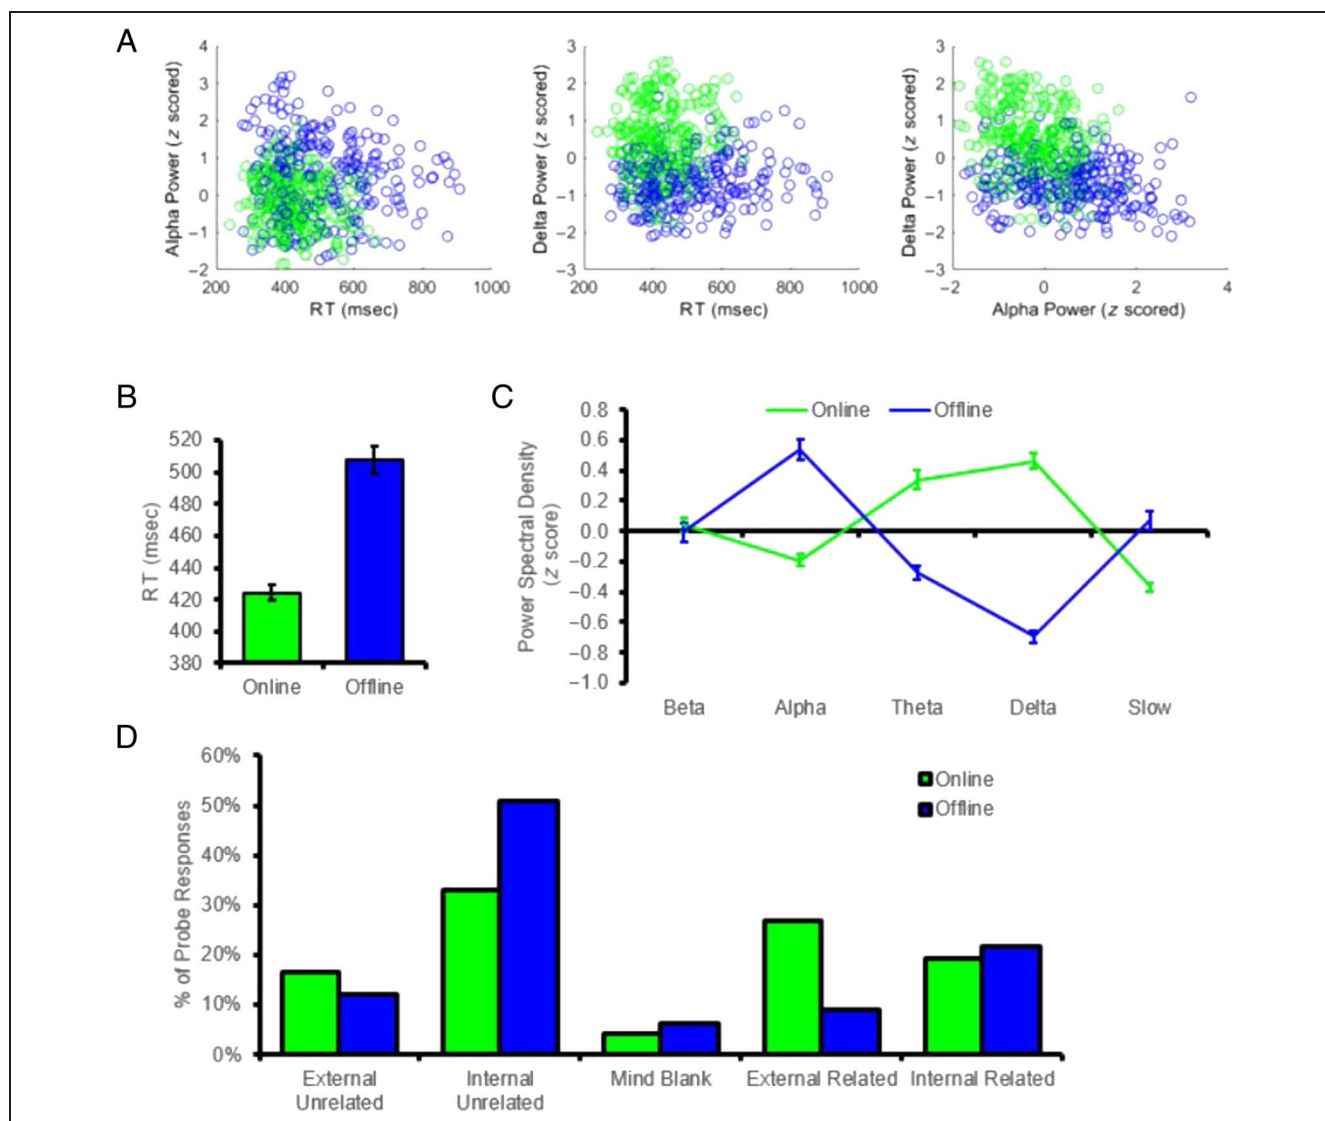 A
Alpha Power (z scored)
4
3
2
1
0
−1
−2
200 400 600 800 1000
RT (msec)
Delta Power (z scored)
3
2
1
0
−1
−2
−3
200 400 600 800 1000
RT (msec)
Delta Power (z scored)
3
2
1
0
−1
−2
−3
−2 0 2 4
Alpha Power (z scored)
B
RT (msec)
520
500
480
460
440
420
400
380
Online Offline
C
Online Offline
Power Spectral Density
(z score)
0.8
0.6
0.4
0.2
0.0
−0.2
−0.4
−0.6
−0.8
−1.0
Beta Alpha Theta Delta Slow
D
% of Probe Responses
60%
50%
40%
30%
20%
10%
0%
Online
Offline
External Internal Mind Blank External Related Internal Related
Unrelated Unrelated